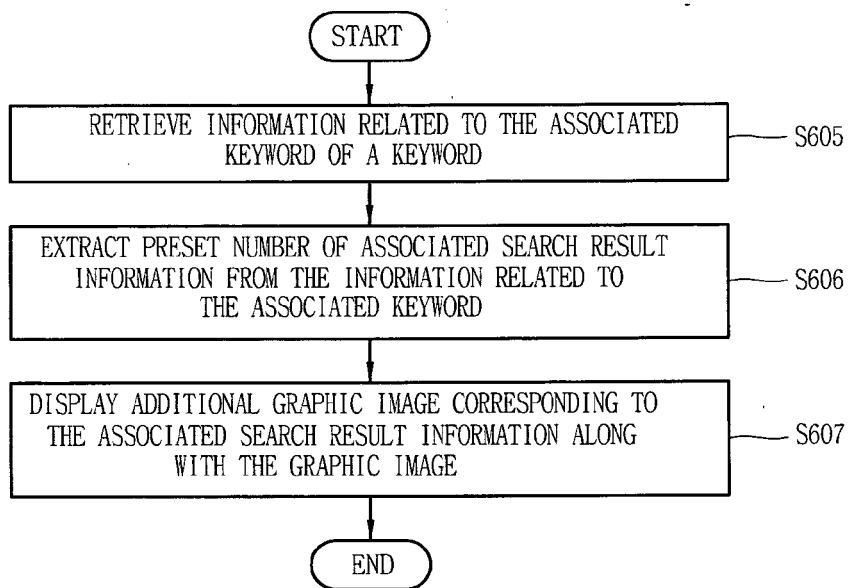 START
RETRIEVE INFORMATION RELATED TO THE ASSOCIATED
KEYWORD OF A KEYWORD
S605
EXTRACT PRESET NUMBER OF ASSOCIATED SEARCH RESULT
INFORMATION FROM THE INFORMATION RELATED TO
THE ASSOCIATED KEYWORD
S606
DISPLAY ADDITIONAL GRAPHIC IMAGE CORRESPONDING TO
THE ASSOCIATED SEARCH RESULT INFORMATION ALONG
WITH THE GRAPHIC IMAGE
S607
END